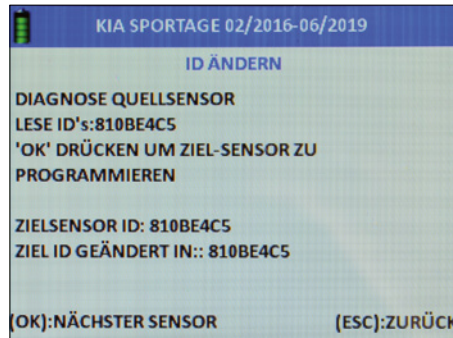 KIA SPORTAGE 02/2016-06/2019
ID ÄNDERN
DIAGNOSE QUELLSENSOR
LESE ID's:810BE4C5
'OK' DRÜCKEN UM ZIEL-SENSOR ZU
PROGRAMMIEREN
ZIELSENSOR ID: 810BE4C5
ZIEL ID GEÄNDERT IN:: 810BE4C5
(OK):NÄCHSTER SENSOR (ESC):ZURÜCK